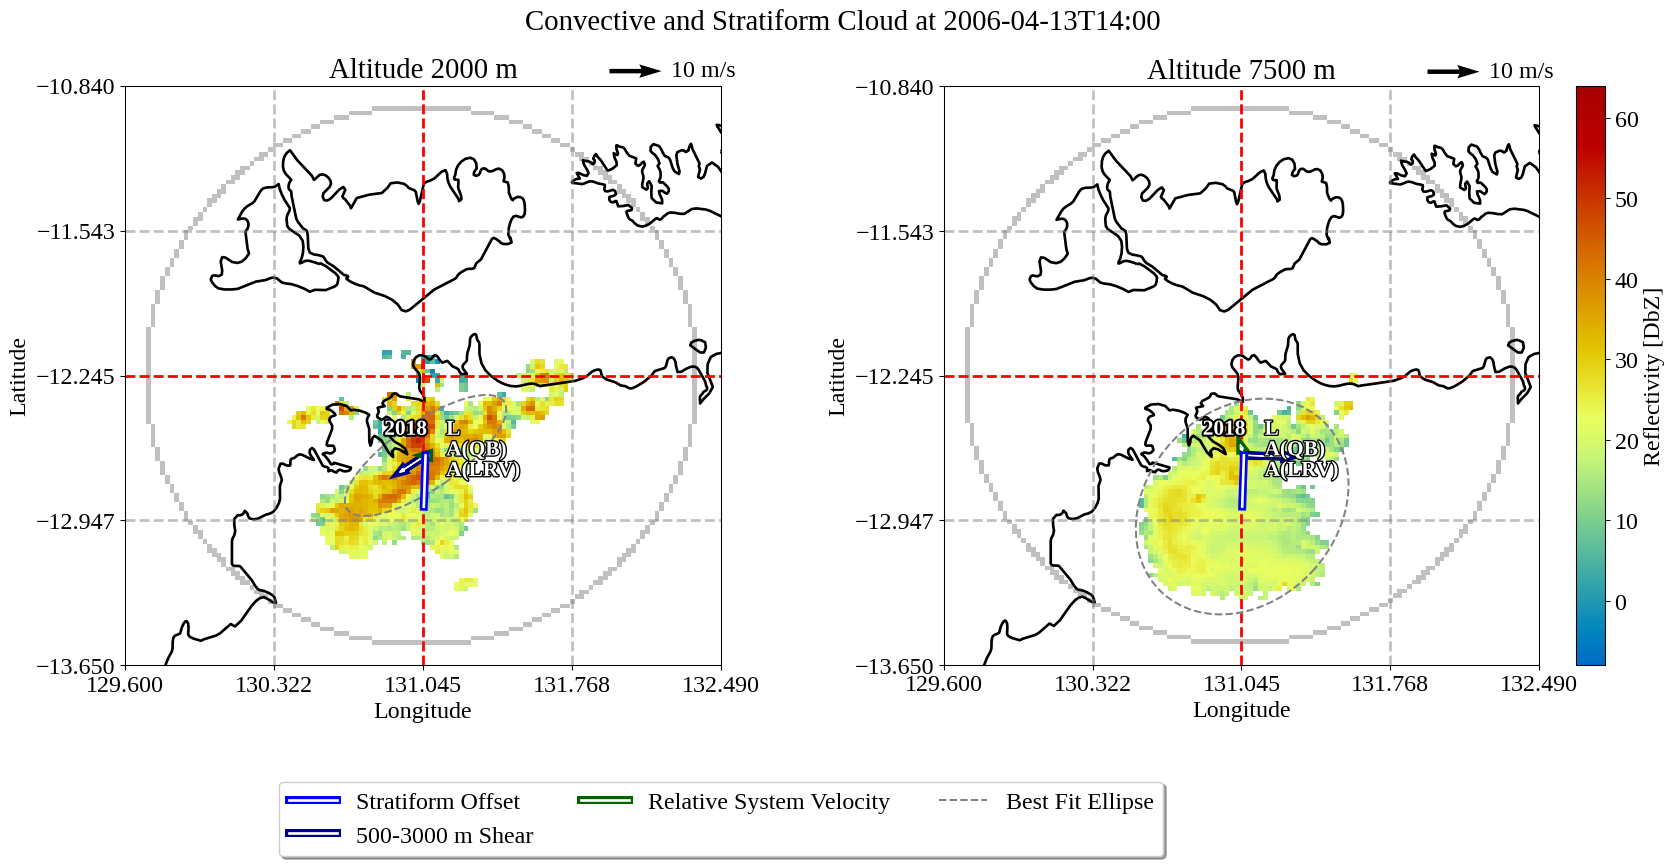 Convective and Stratiform Cloud at 2006-04-13T14:00
Altitude 2000 m
10 m/s
Altitude 7500 m
10 m/s
−10.840
−11.543
−12.245
−12.947
−13.650
Latitude
129.600
130.322
131.045
131.768
132.490
Longitude
2018
L
A(QB)
A(LRV)
−10.840
−11.543
−12.245
−12.947
−13.650
Latitude
129.600
130.322
131.045
131.768
132.490
Longitude
2018
L
A(QB)
A(LRV)
60
50
40
30
20
10
0
Reflectivity [DbZ]
Stratiform Offset
500-3000 m Shear
Relative System Velocity
Best Fit Ellipse